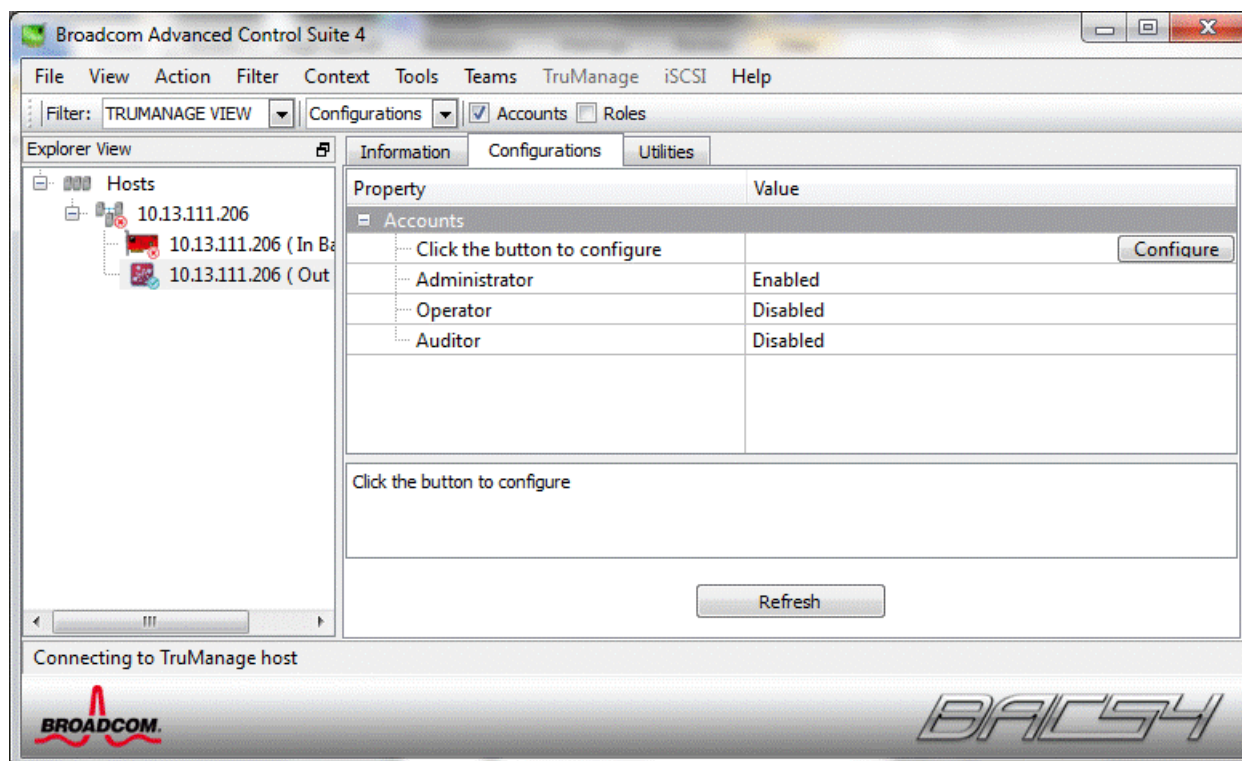 Broadcom Advanced Control Suite 4
File View Action Filter Context Tools Teams TruManage iSCSI Help
Filter: TRUMANAGE VIEW Configurations Accounts Roles
Explorer View
Hosts
10.13.111.206
10.13.111.206 ( In Ba
10.13.111.206 ( Out
Information Configurations Utilities
Property Value
Accounts
Click the button to configure Configure
Administrator Enabled
Operator Disabled
Auditor Disabled
Click the button to configure
Refresh
Connecting to TruManage host
BROADCOM.
BACS4